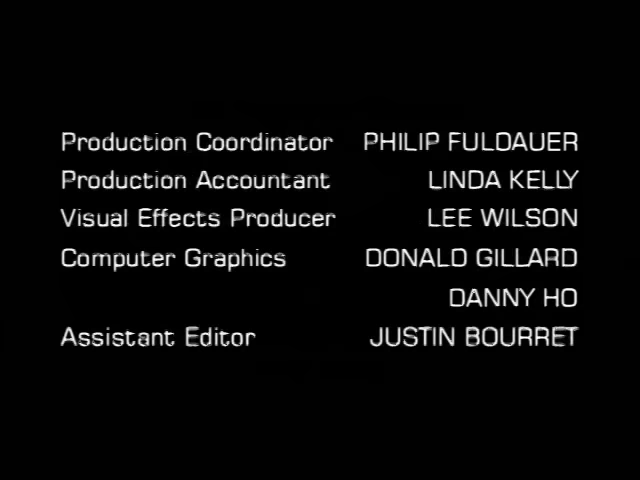 Production Coordinator PHILIP FULDAUER
Production Accountant LINDA KELLY
Visual Effects Producer LEE WILSON
Computer Graphics DONALD GILLARD
DANNY HO
Assistant Editor JUSTIN BOURRET